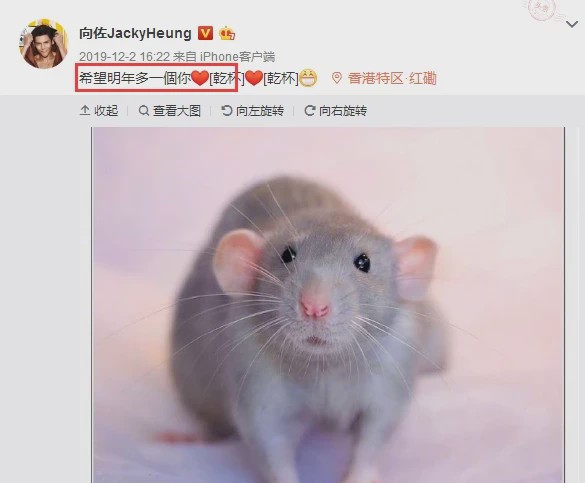 向佐JackyHeung
2019-12-2 16:22 来自 iPhone客户端
希望明年多一個你❤️[乾杯]❤️[乾杯]😁 香港特区·红磡
收起 查看大图 向左旋转 向右旋转